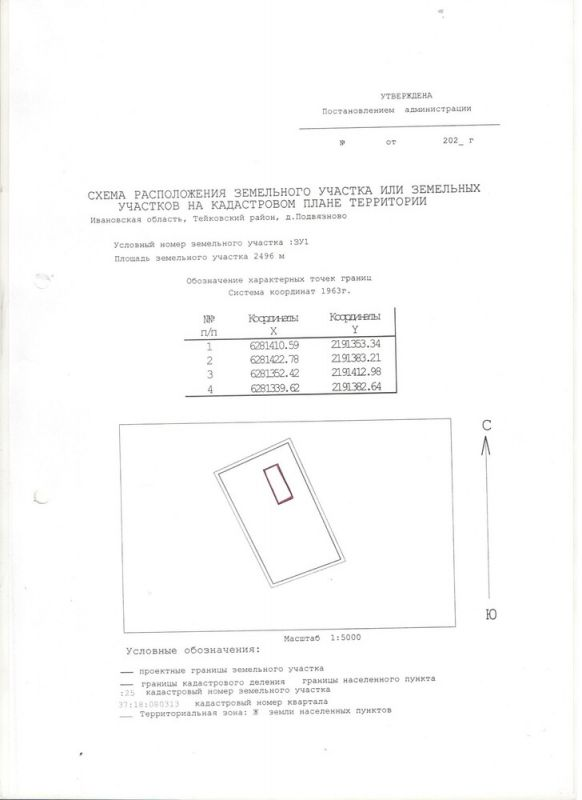 УТВЕРЖДЕНА
Постановлением администрации
№ от 202_ г
СХЕМА РАСПОЛОЖЕНИЯ ЗЕМЕЛЬНОГО УЧАСТКА ИЛИ ЗЕМЕЛЬНЫХ
УЧАСТКОВ НА КАДАСТРОВОМ ПЛАНЕ ТЕРРИТОРИИ
Ивановская область, Тейковский район, д.Подвязново
Условный номер земельного участка :ЗУ1
Площадь земельного участка 2496 м
Обозначение характерных точек границ
Система координат 1963г.
№№ Координаты Координаты
п/п X Y
1 6281410.59 2191353.34
2 6281422.78 2191383.21
3 6281352.42 2191412.98
4 6281339.62 2191382.64
С
Ю
Масштаб 1:5000
Условные обозначения:
проектные границы земельного участка
границы кадастрового деления границы населенного пункта
:25 кадастровый номер земельного участка
37:18:080313 кадастровый номер квартала
Территориальная зона: Ж земли населенных пунктов